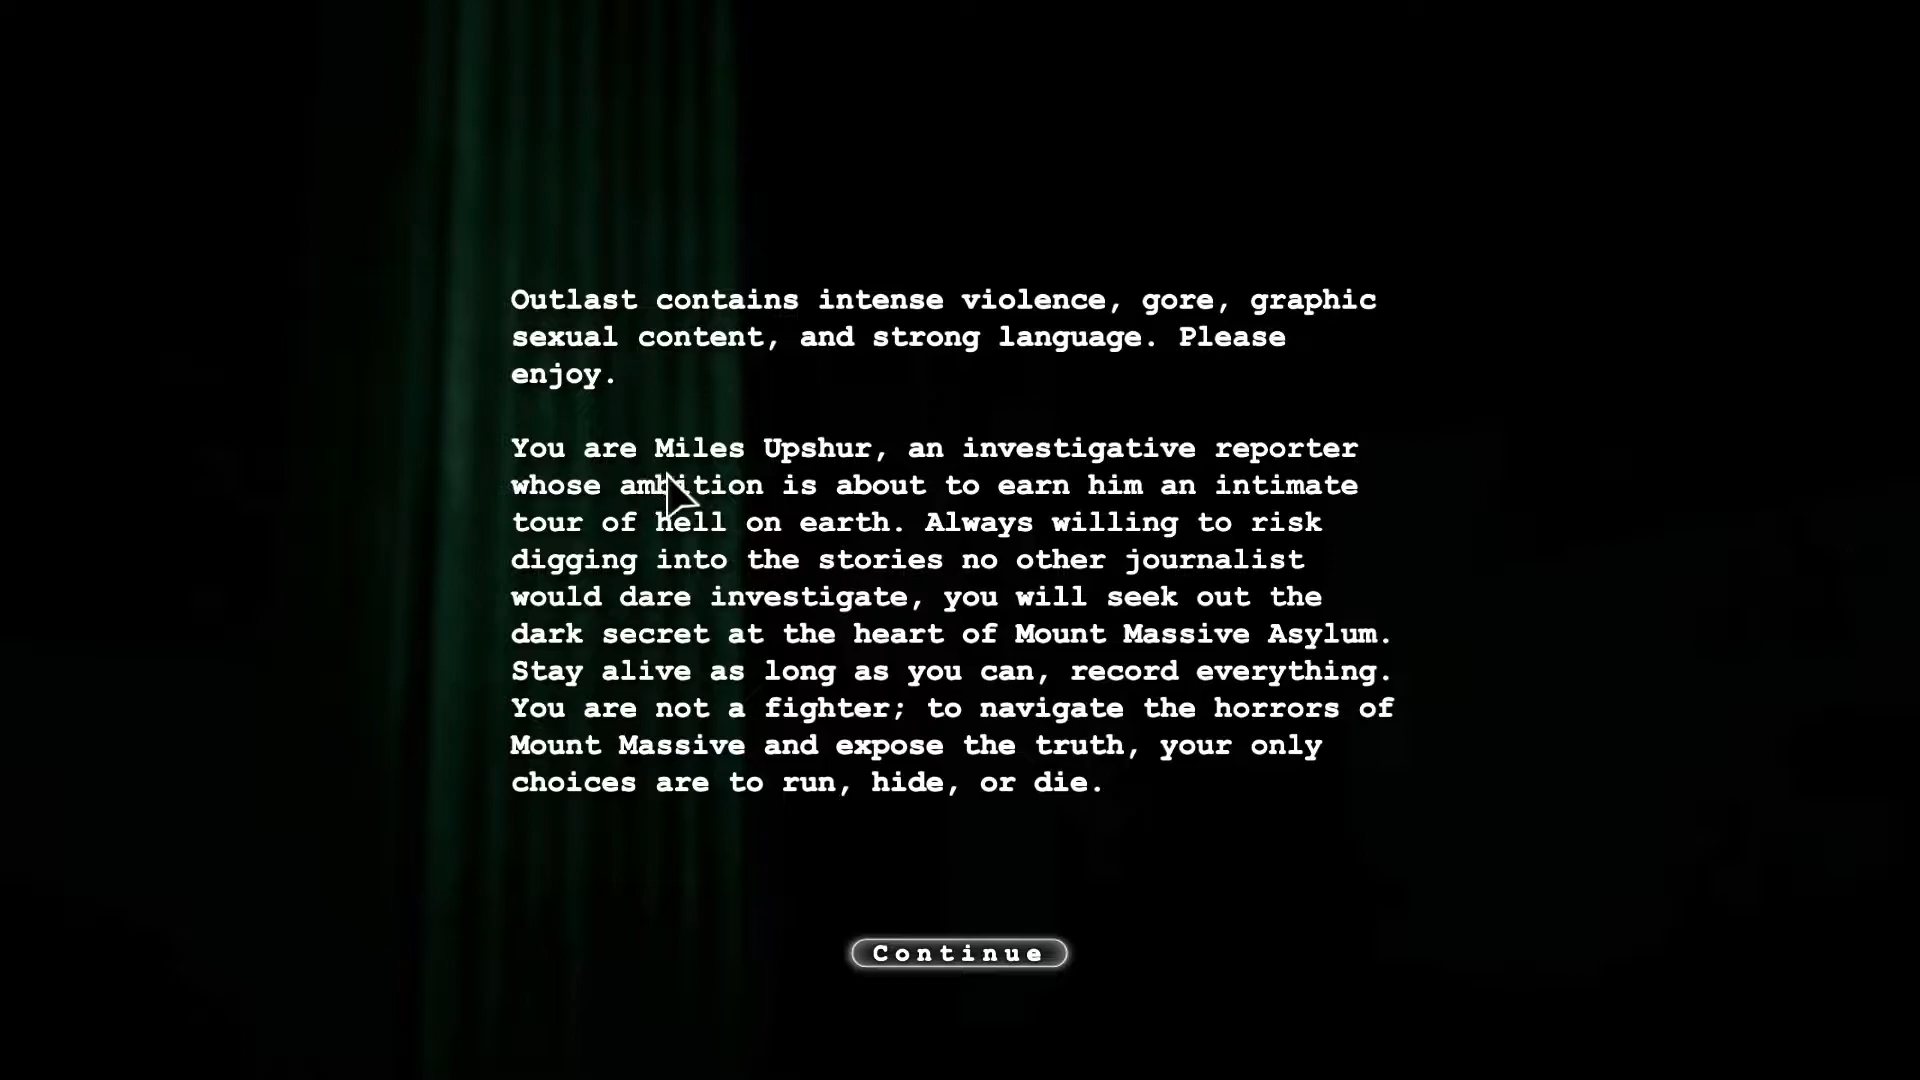 Outlast contains intense violence, gore, graphic
sexual content, and strong language. Please
enjoy.
You are Miles Upshur, an investigative reporter
whose ambition is about to earn him an intimate
tour of hell on earth. Always willing to risk
digging into the stories no other journalist
would dare investigate, you will seek out the
dark secret at the heart of Mount Massive Asylum.
Stay alive as long as you can, record everything.
You are not a fighter; to navigate the horrors of
Mount Massive and expose the truth, your only
choices are to run, hide, or die.
Continue